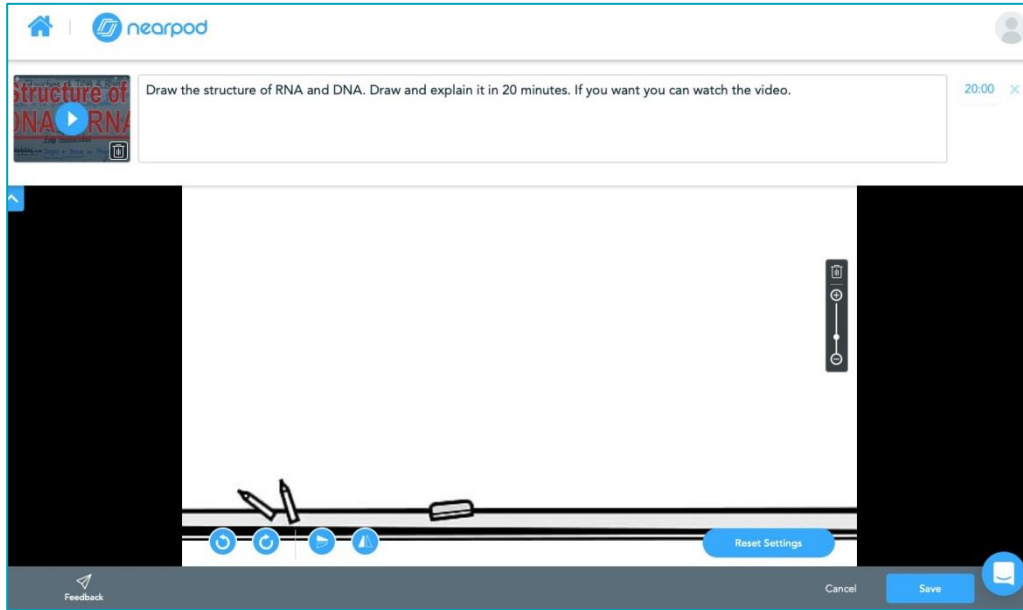 nearpod
Structure of
DNA RNA
Draw the structure of RNA and DNA. Draw and explain it in 20 minutes. If you want you can watch the video.
20:00
Reset Settings
Feedback
Cancel
Save